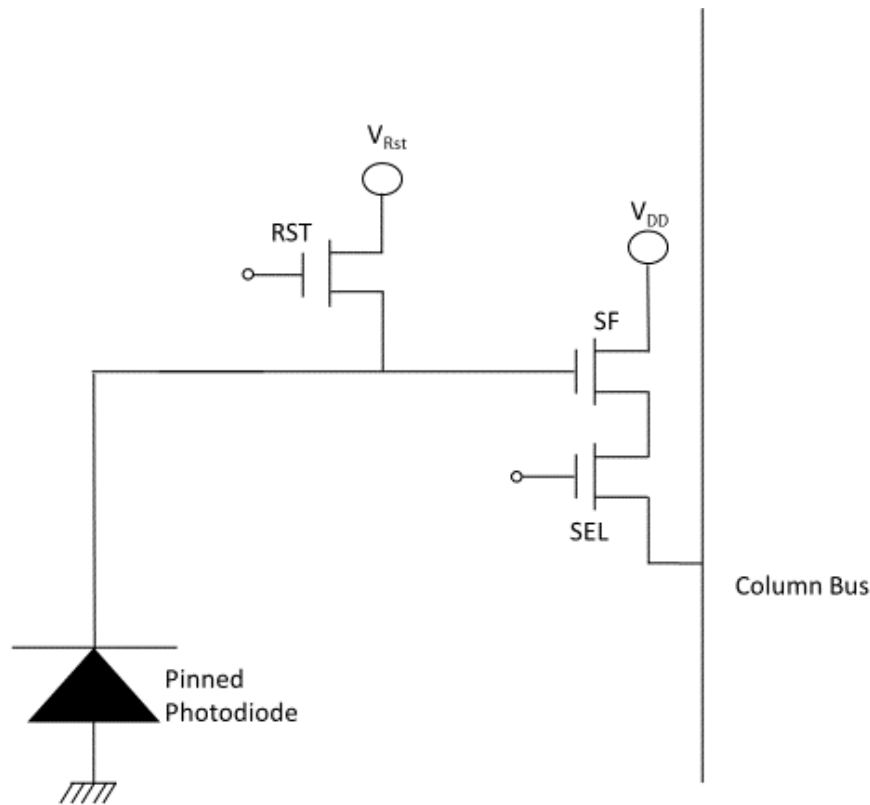 V_Rst
RST
V_DD
SF
SEL
Column Bus
Pinned
Photodiode